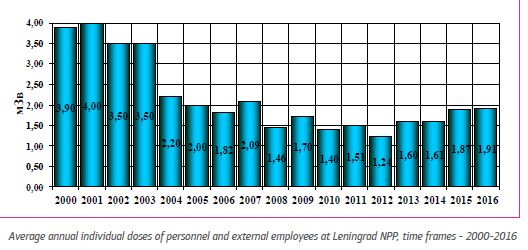 4,00
3,50
3,00
2,50
2,00
1,50
1,00
0,50
0,00
мЗв
3,90 4,00 3,50 3,50 2,20 2,00 1,82 2,09 1,46 1,70 1,40 1,51 1,24 1,60 1,61 1,87 1,91
2000 2001 2002 2003 2004 2005 2006 2007 2008 2009 2010 2011 2012 2013 2014 2015 2016
Average annual individual doses of personnel and external employees at Leningrad NPP, time frames - 2000-2016